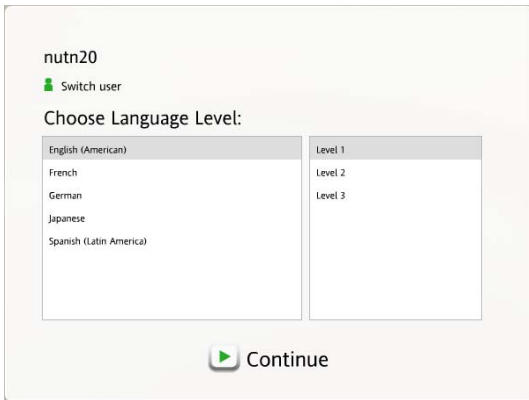 nutn20
Switch user
Choose Language Level:
English (American)
French
German
Japanese
Spanish (Latin America)
Level 1
Level 2
Level 3
Continue